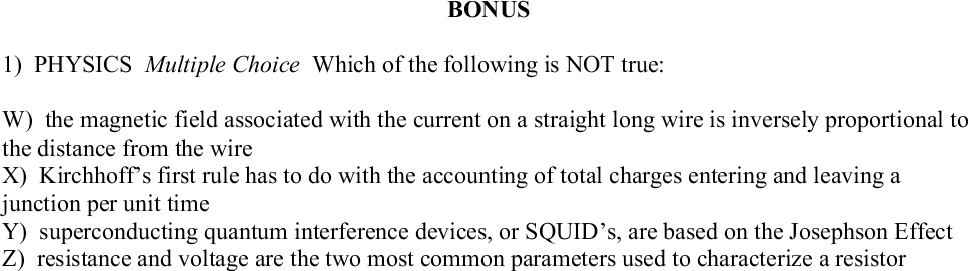 BONUS
1) PHYSICS Multiple Choice Which of the following is NOT true:
W) the magnetic field associated with the current on a straight long wire is inversely proportional to
the distance from the wire
X) Kirchhoff’s first rule has to do with the accounting of total charges entering and leaving a
junction per unit time
Y) superconducting quantum interference devices, or SQUID’s, are based on the Josephson Effect
Z) resistance and voltage are the two most common parameters used to characterize a resistor